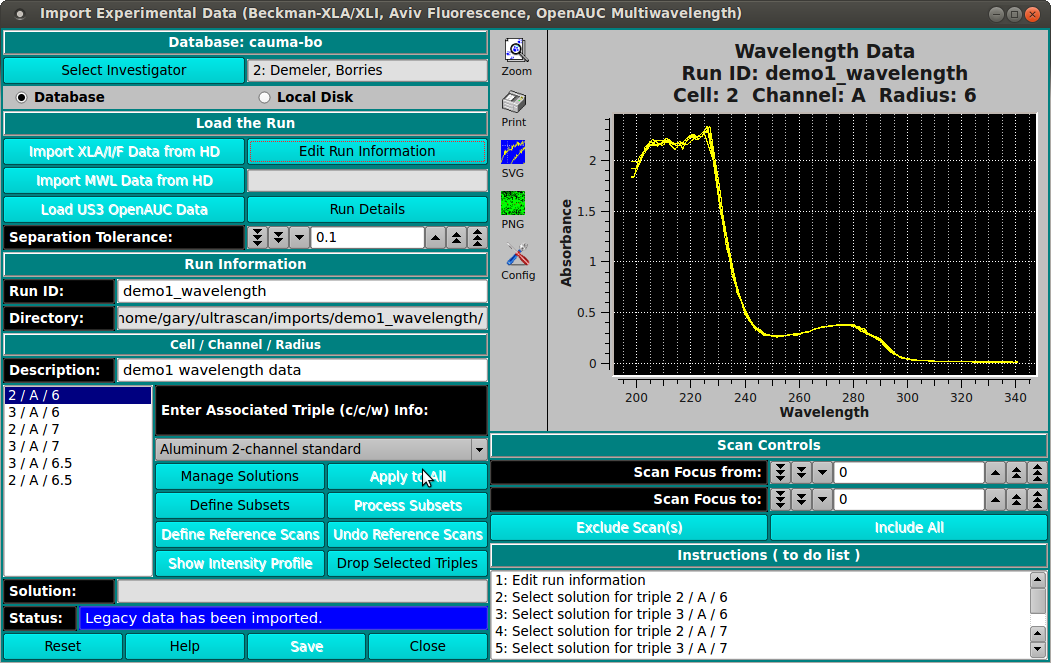 Import Experimental Data (Beckman-XLA/XLI, Aviv Fluorescence, OpenAUC Multiwavelength)
Database: cauma-bo
Select Investigator
2: Demeler, Borries
Database
Local Disk
Load the Run
Import XLA/I/F Data from HD
Edit Run Information
Import MWL Data from HD
Load US3 OpenAUC Data
Run Details
Separation Tolerance:
0.1
Run Information
Run ID:
demo1_wavelength
Directory:
home/gary/ultrascan/imports/demo1_wavelength/
Cell / Channel / Radius
Description:
demo1 wavelength data
2 / A / 6
3 / A / 6
2 / A / 7
3 / A / 7
3 / A / 6.5
2 / A / 6.5
Enter Associated Triple (c/c/w) Info:
Aluminum 2-channel standard
Manage Solutions
Apply to All
Define Subsets
Process Subsets
Define Reference Scans
Undo Reference Scans
Show Intensity Profile
Drop Selected Triples
Solution:
Status:
Legacy data has been imported.
Reset
Help
Save
Close
Zoom
Print
SVG
PNG
Config
Wavelength Data
Run ID: demo1_wavelength
Cell: 2 Channel: A Radius: 6
Absorbance
2
1.5
1
0.5
0
200 220 240 260 280 300 320 340
Wavelength
Scan Controls
Scan Focus from:
0
Scan Focus to:
0
Exclude Scan(s)
Include All
Instructions ( to do list )
1: Edit run information
2: Select solution for triple 2 / A / 6
3: Select solution for triple 3 / A / 6
4: Select solution for triple 2 / A / 7
5: Select solution for triple 3 / A / 7